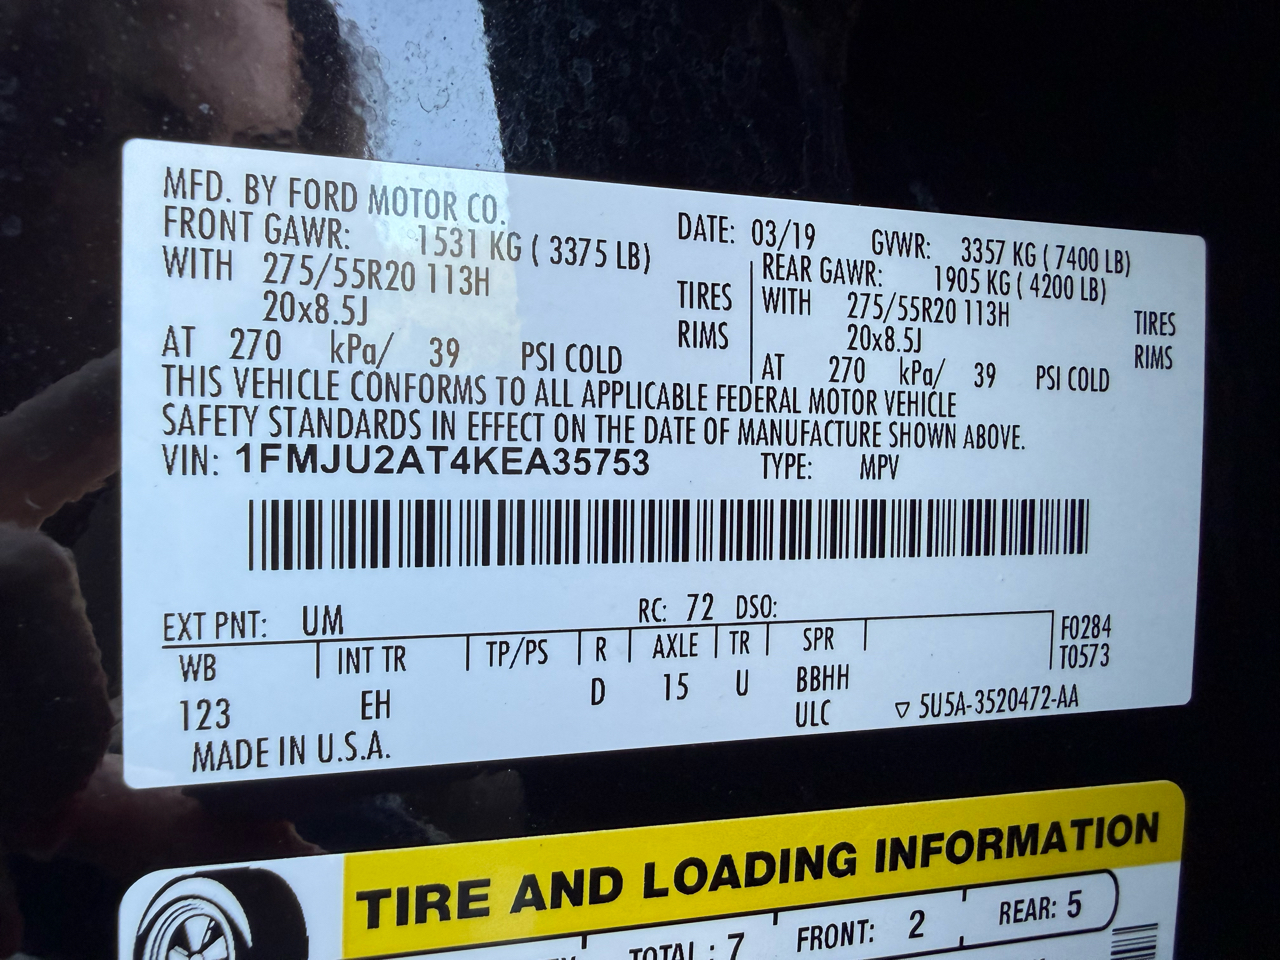 MFD. BY FORD MOTOR CO.
DATE: 03/19 GVWR: 3357 KG ( 7400 LB)
FRONT GAWR: 1531 KG ( 3375 LB)
WITH 275/55R20 113H TIRES
20x8.5J RIMS
AT 270 kPa/ 39 PSI COLD
REAR GAWR: 1905 KG ( 4200 LB)
WITH 275/55R20 113H TIRES
20x8.5J RIMS
AT 270 kPa/ 39 PSI COLD
THIS VEHICLE CONFORMS TO ALL APPLICABLE FEDERAL MOTOR VEHICLE
SAFETY STANDARDS IN EFFECT ON THE DATE OF MANUFACTURE SHOWN ABOVE.
VIN: 1FMJU2AT4KEA35753 TYPE: MPV
EXT PNT: UM RC: 72 DSO:
WB INT TR TP/PS R AXLE TR SPR F0284
T0573
123 EH D 15 U BBHH
ULC ▽ 5U5A-3520472-AA
MADE IN U.S.A.
TIRE AND LOADING INFORMATION
TOTAL : 7 FRONT: 2 REAR: 5